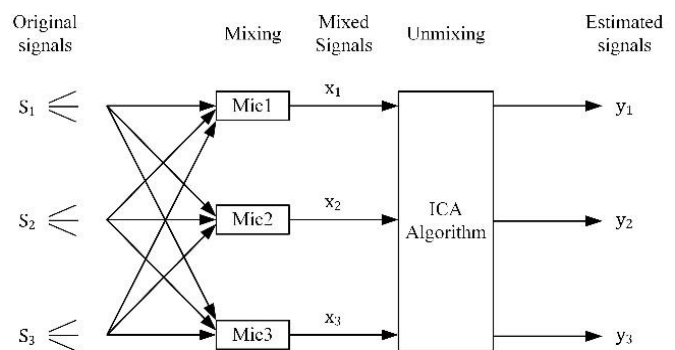 Original
signals
Mixing
Mixed
Signals
Unmixing
Estimated
signals
S1
Mic1
x1
y1
S2
Mic2
x2
ICA
Algorithm
y2
S3
Mic3
x3
y3